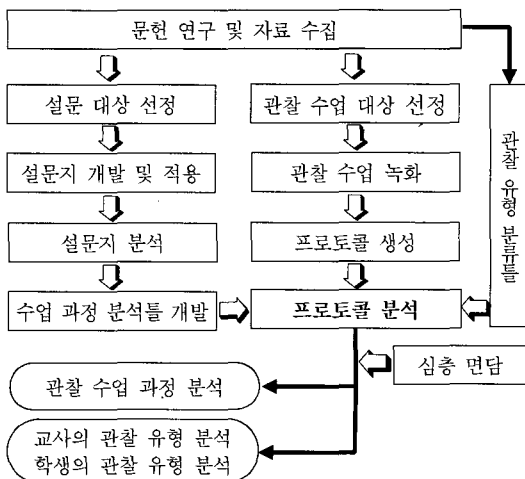 문헌 연구 및 자료 수집
설문 대상 선정
관찰 수업 대상 선정
관찰 유형 분류틀
설문지 개발 및 적용
관찰 수업 녹화
설문지 분석
프로토콜 생성
수업 과정 분석틀 개발
프로토콜 분석
심층 면담
관찰 수업 과정 분석
교사의 관찰 유형 분석
학생의 관찰 유형 분석